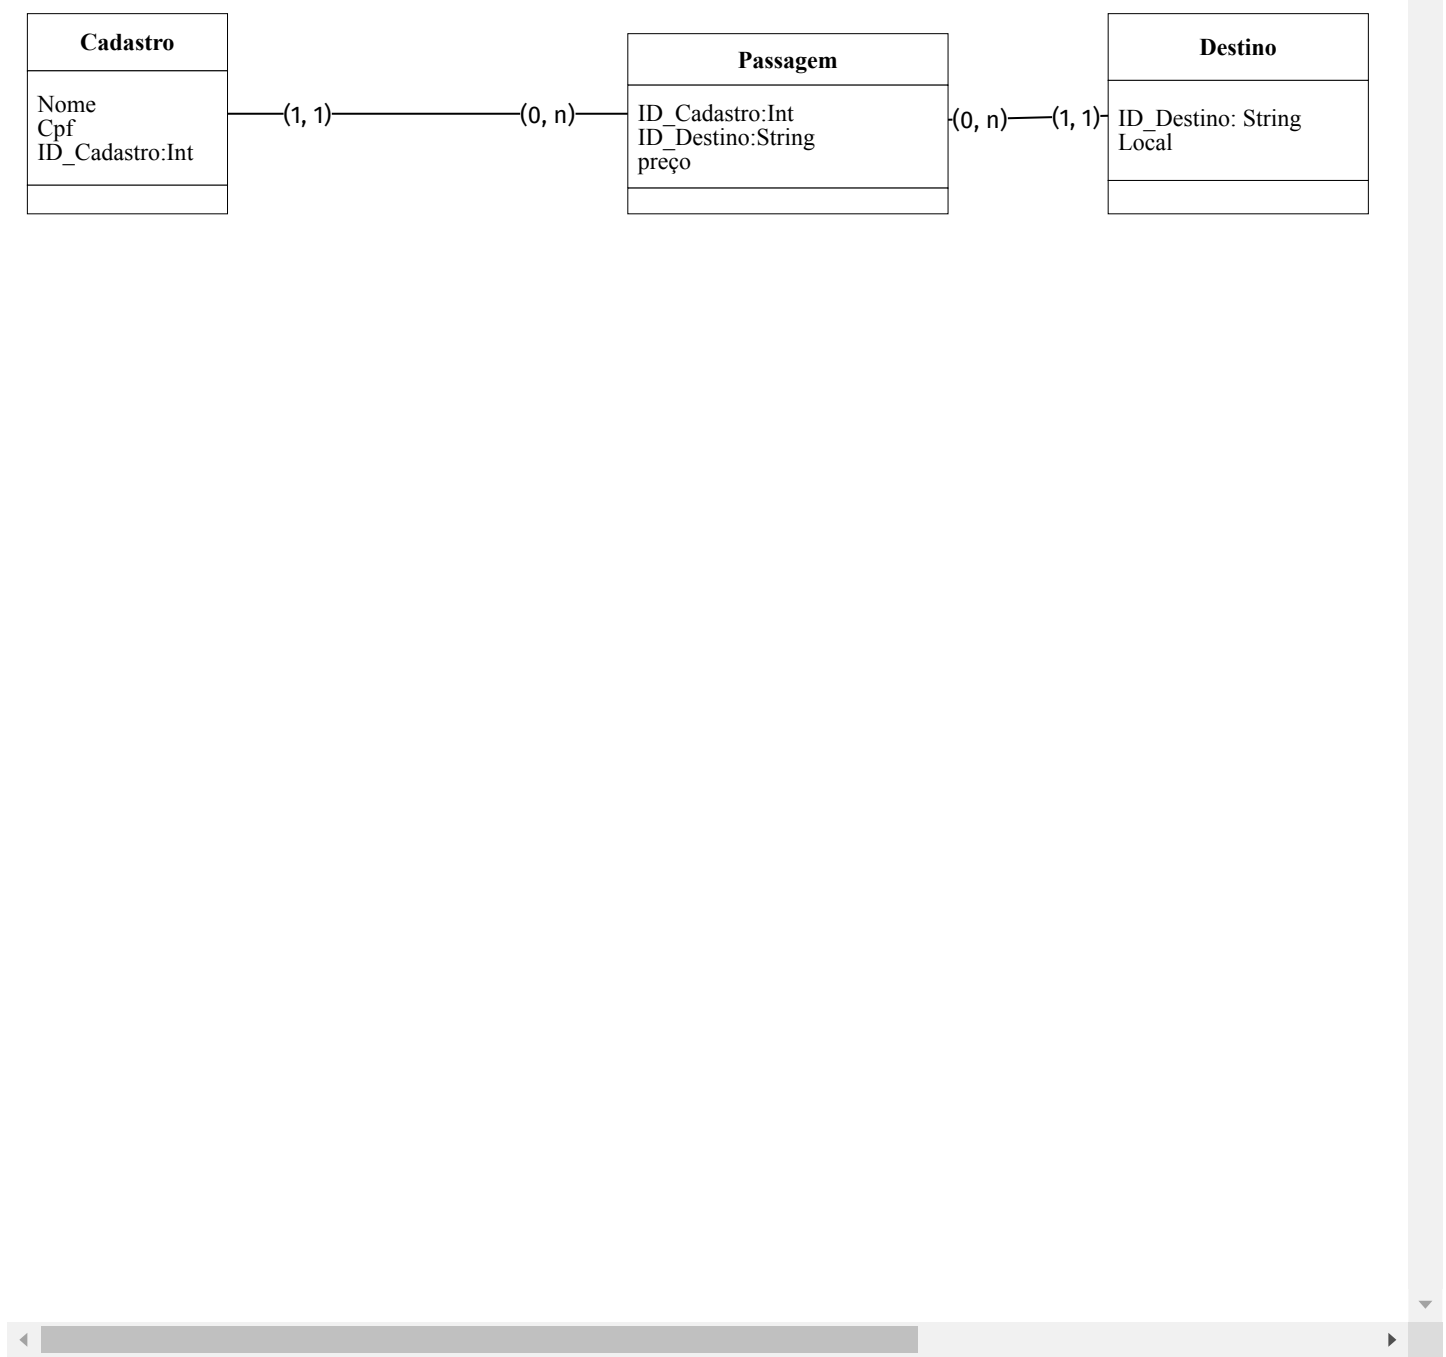 Cadastro
Nome
Cpf
ID_Cadastro:Int
(1, 1)
(0, n)
Passagem
ID_Cadastro:Int
ID_Destino:String
preço
(0, n)
(1, 1)
Destino
ID_Destino: String
Local